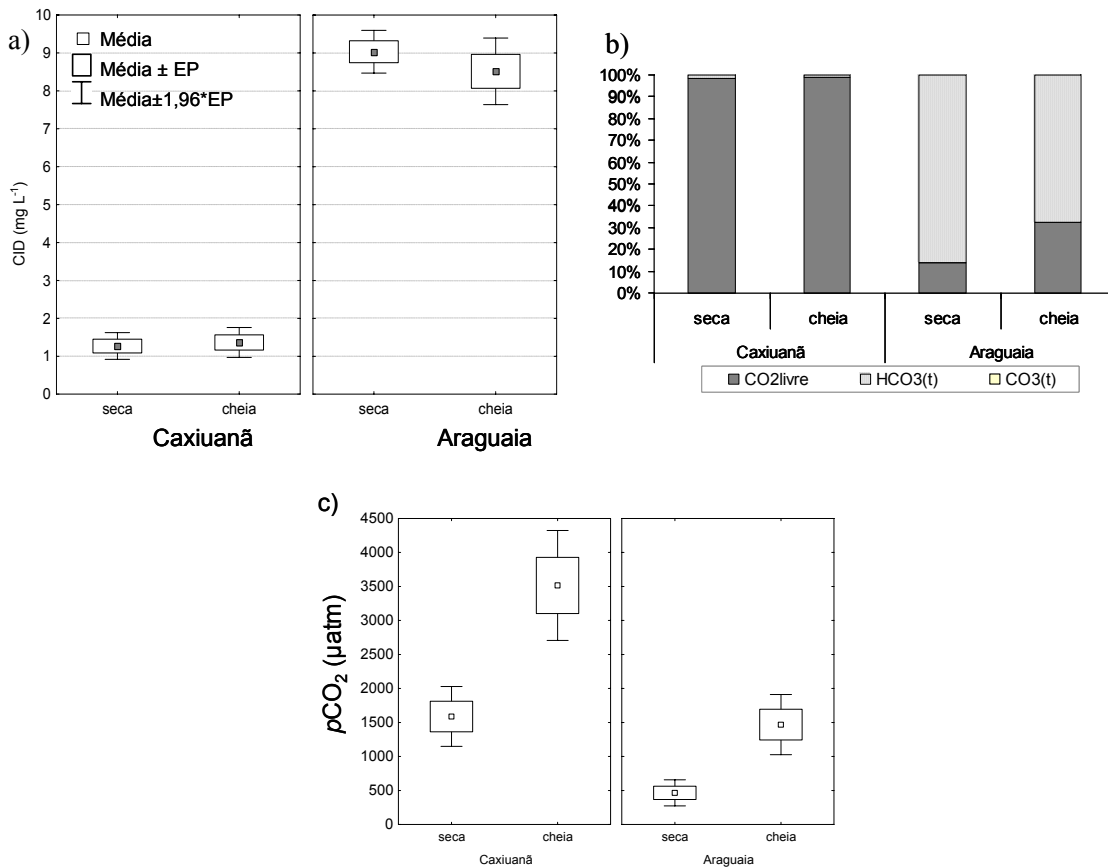 a)
10
9
8
7
6
5
4
3
2
1
0
CID (mg L⁻¹)
Média
Média ± EP
Média±1,96*EP
seca
cheia
seca
cheia
Caxiuanã
Araguaia
b)
100%
90%
80%
70%
60%
50%
40%
30%
20%
10%
0%
seca
cheia
seca
cheia
Caxiuanã
Araguaia
CO2livre
HCO3(t)
CO3(t)
c)
4500
4000
3500
3000
2500
2000
1500
1000
500
0
pCO₂ (µatm)
seca
cheia
seca
cheia
Caxiuanã
Araguaia